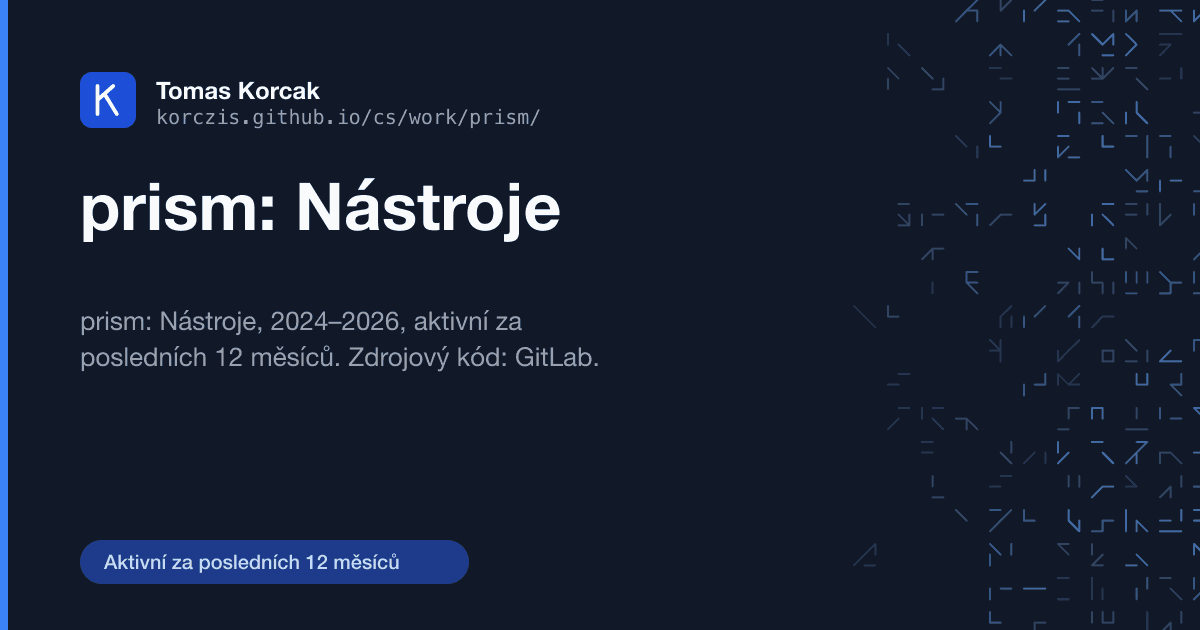 K
Tomas Korcak
korczis.github.io/cs/work/prism/
prism: Nástroje
prism: Nástroje, 2024–2026, aktivní za
posledních 12 měsíců. Zdrojový kód: GitLab.
Aktivní za posledních 12 měsíců